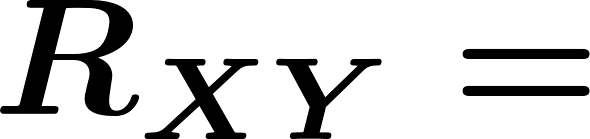 R_{XY} =